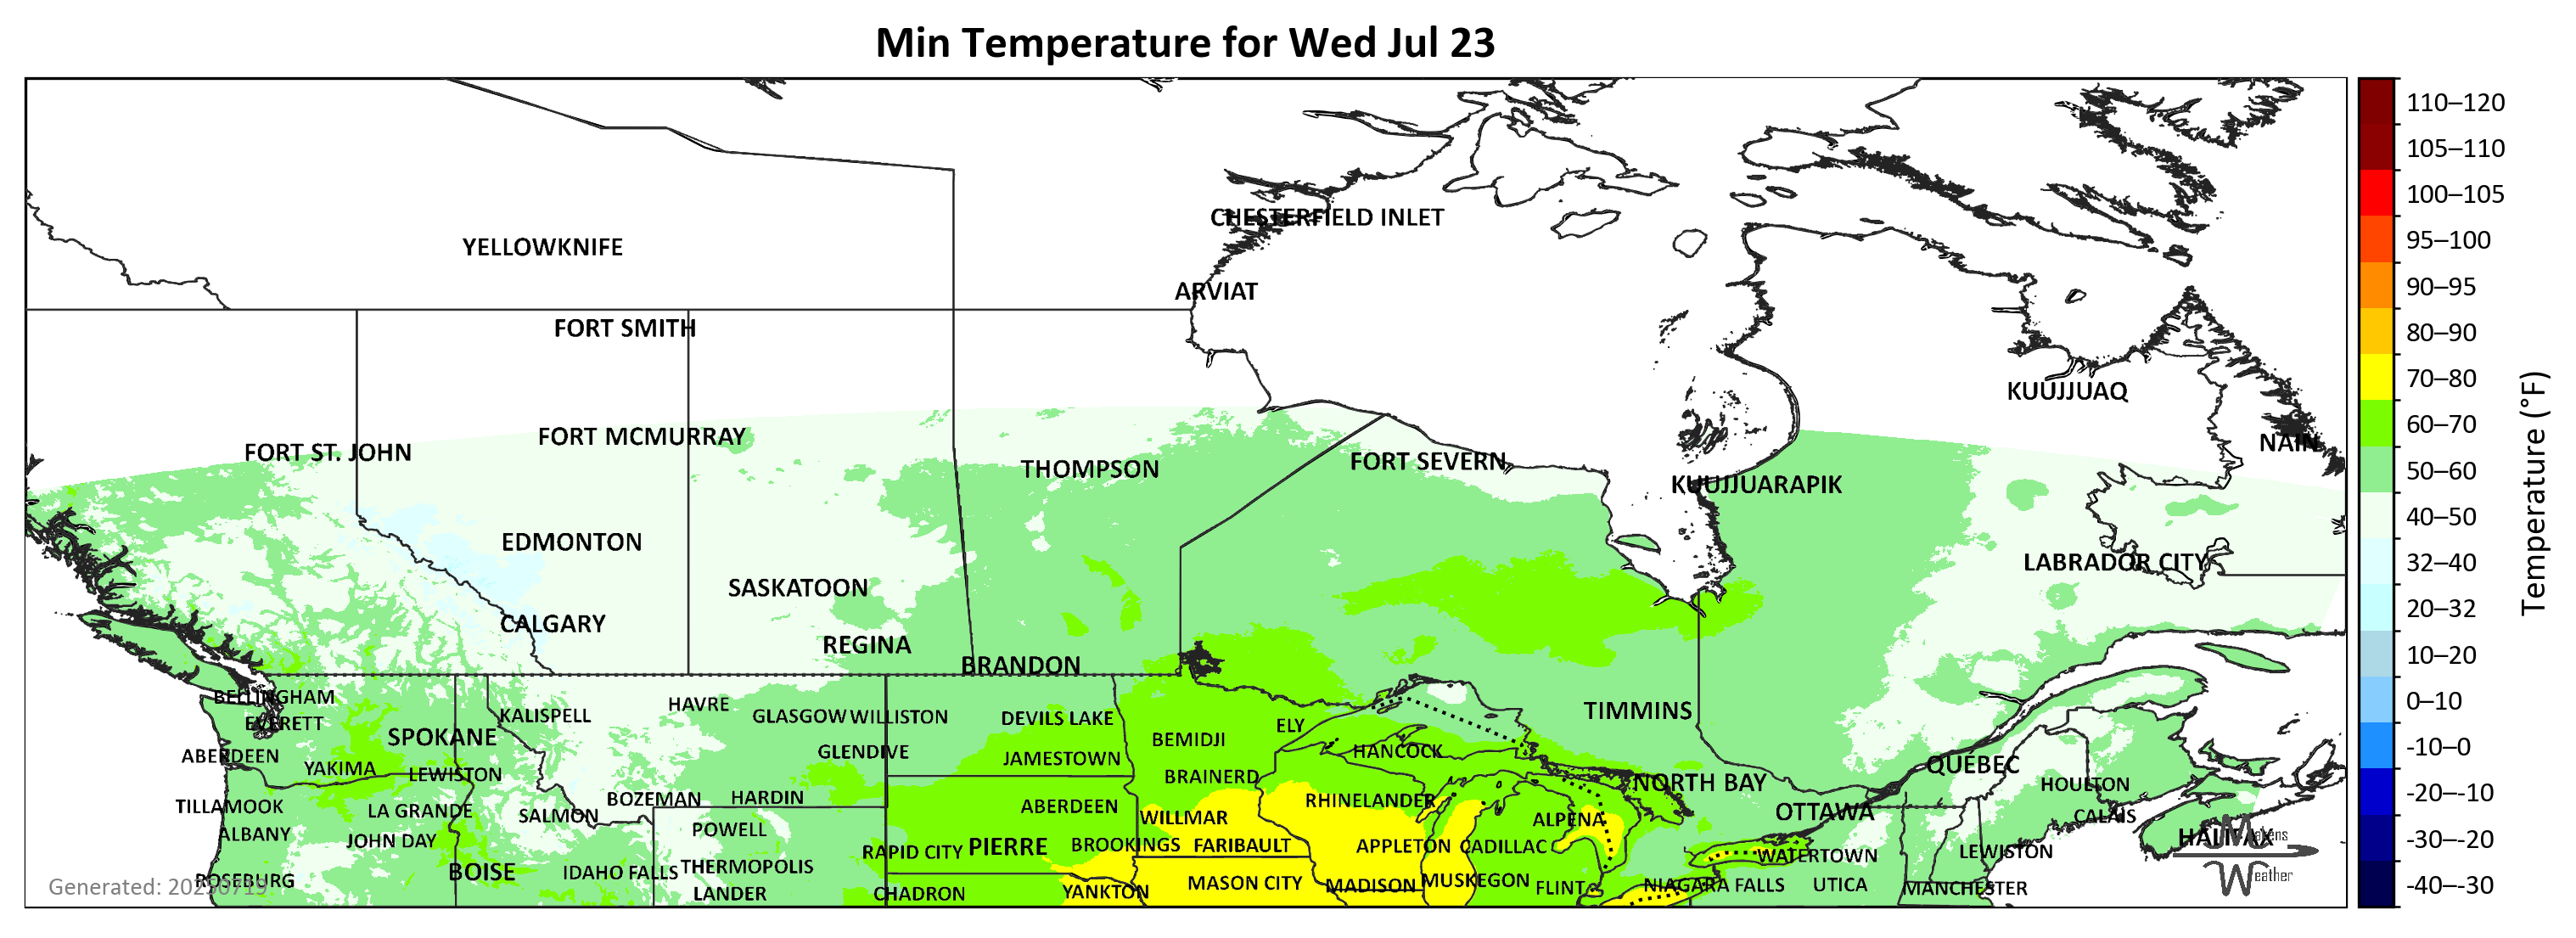 Min Temperature for Wed Jul 23
110–120
105–110
100–105
95–100
90–95
80–90
70–80
60–70
50–60
40–50
32–40
20–32
10–20
0–10
-10–0
-20–-10
-30–-20
-40–-30
Temperature (°F)
CHESTERFIELD INLET
YELLOWKNIFE
ARVIAT
FORT SMITH
KUUJJUAQ
FORT MCMURRAY
NAIN
FORT ST. JOHN
FORT SEVERN
THOMPSON
KUUJJUARAPIK
EDMONTON
LABRADOR CITY
SASKATOON
CALGARY
REGINA
BRANDON
BELLINGHAM
HAVRE
KALISPELL
GLASGOW
WILLISTON
DEVILS LAKE
TIMMINS
EVERETT
ELY
SPOKANE
BEMIDJI
ABERDEEN
GLENDIVE
JAMESTOWN
HANCOCK
YAKIMA
LEWISTON
BRAINERD
QUÉBEC
NORTH BAY
HOULTON
TILLAMOOK
LA GRANDE
BOZEMAN
HARDIN
ABERDEEN
RHINELANDER
SALMON
WILLMAR
ALPENA
OTTAWA
CALAIS
ALBANY
JOHN DAY
POWELL
PIERRE
BROOKINGS
FARIBAULT
APPLETON
CADILLAC
HALIFAX
Makens
RAPID CITY
WATERTOWN
LEWISTON
BOISE
IDAHO FALLS
THERMOPOLIS
Weather
ROSEBURG
Generated: 20250719
LANDER
CHADRON
YANKTON
MASON CITY
MADISON
MUSKEGON
FLINT
NIAGARA FALLS
UTICA
MANCHESTER